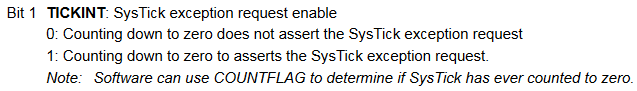 Bit 1 TICKINT: SysTick exception request enable
0: Counting down to zero does not assert the SysTick exception request
1: Counting down to zero to asserts the SysTick exception request.
Note: Software can use COUNTFLAG to determine if SysTick has ever counted to zero.